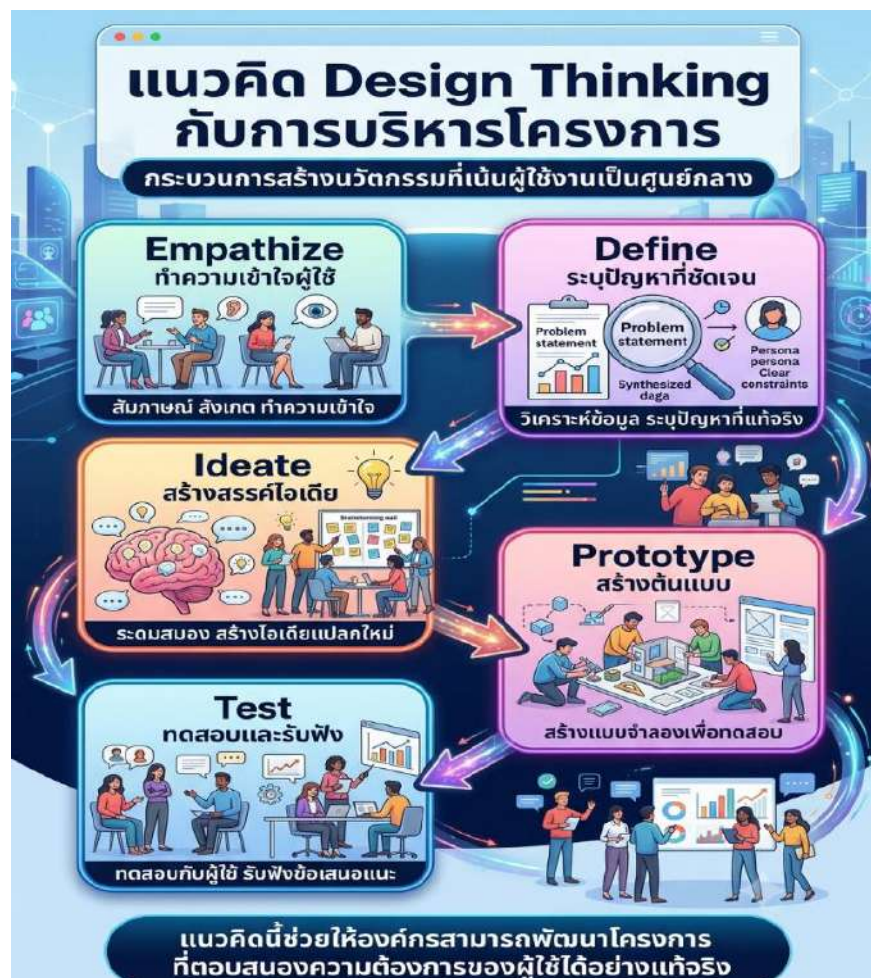 แนวคิด Design Thinking
กับการบริหารโครงการ
กระบวนการสร้างนวัตกรรมที่เน้นผู้ใช้งานเป็นศูนย์กลาง
Empathize
ทำความเข้าใจผู้ใช้
สัมภาษณ์ สังเกต ทำความเข้าใจ
Define
ระบุปัญหาที่ชัดเจน
Problem
statement
Problem
statement
Synthesized
daga
Persona
persona
Clear
constraints
วิเคราะห์ข้อมูล ระบุปัญหาที่แท้จริง
Ideate
สร้างสรรค์ไอเดีย
Brainstorming wall
ระดมสมอง สร้างไอเดียแปลกใหม่
Prototype
สร้างต้นแบบ
สร้างแบบจำลองเพื่อทดสอบ
Test
ทดสอบและรับฟัง
ทดสอบกับผู้ใช้ รับฟังข้อเสนอแนะ
แนวคิดนี้ช่วยให้องค์กรสามารถพัฒนาโครงการ
ที่ตอบสนองความต้องการของผู้ใช้ได้อย่างแท้จริง